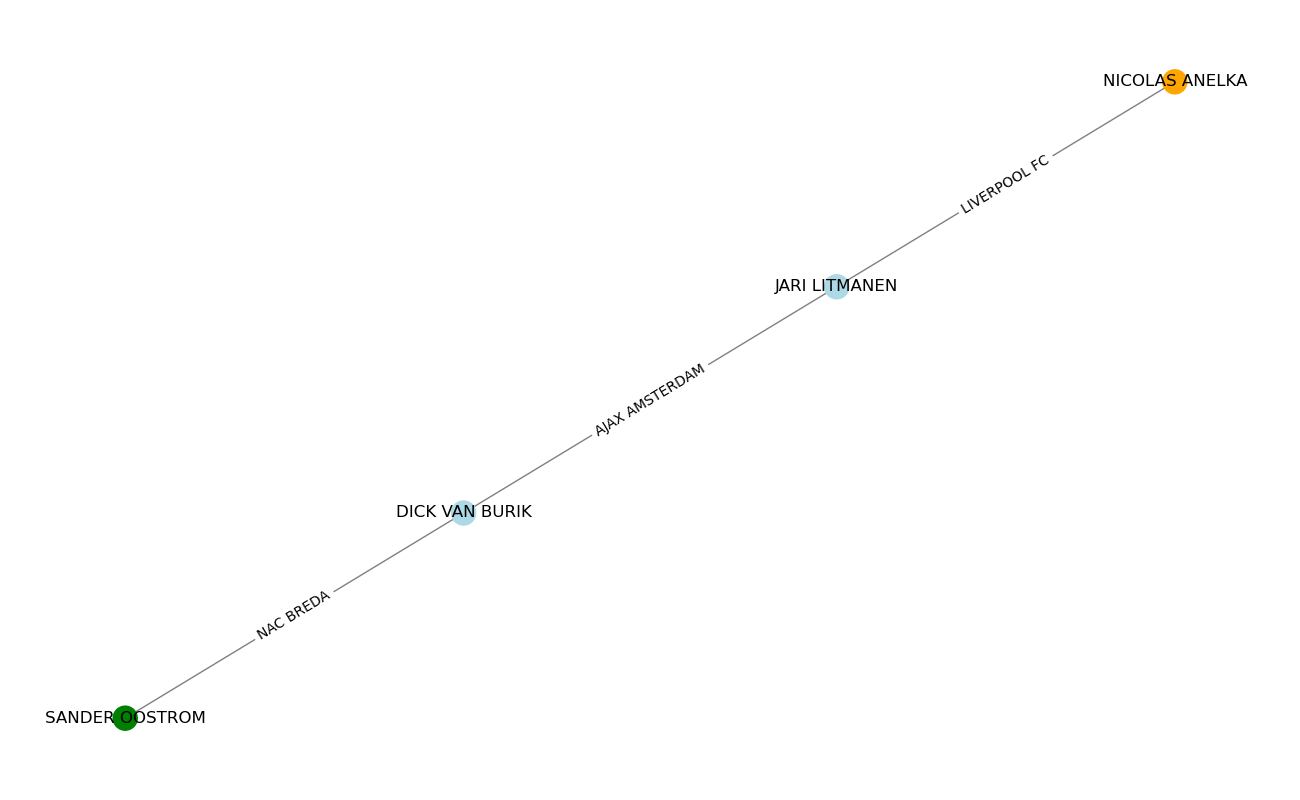 NICOLAS ANELKA
LIVERPOOL FC
JARI LITMANEN
AJAX AMSTERDAM
DICK VAN BURIK
NAC BREDA
SANDER OOSTROM